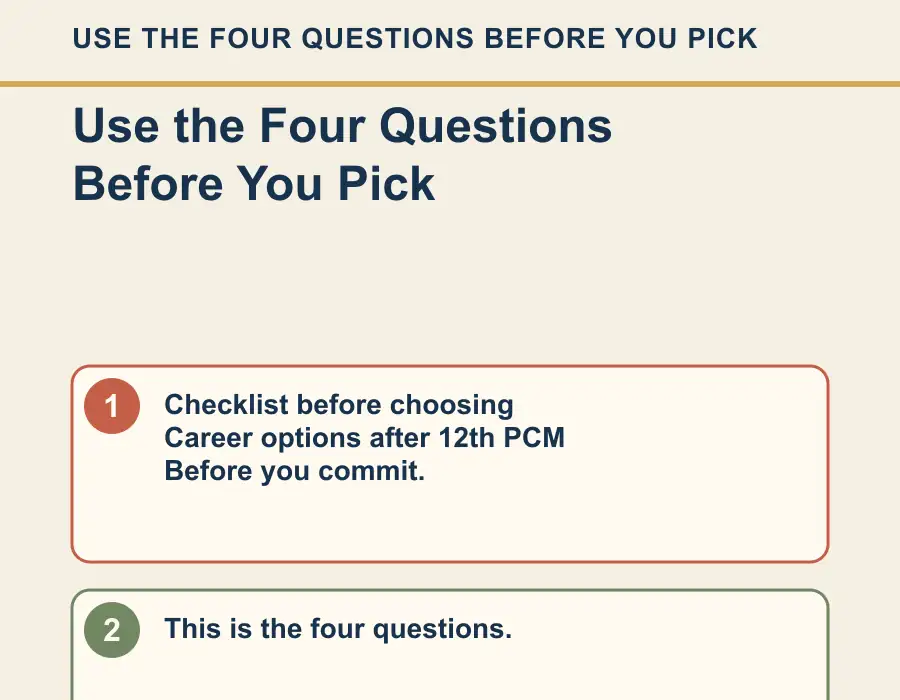 USE THE FOUR QUESTIONS BEFORE YOU PICK
Use the Four Questions
Before You Pick
1
Checklist before choosing
Career options after 12th PCM
Before you commit.
2
This is the four questions.